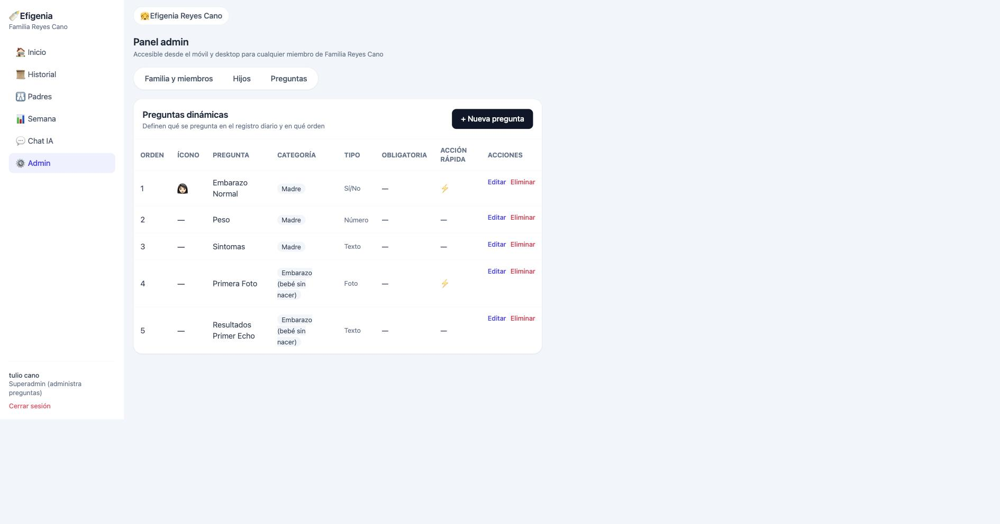 Efigenia
Familia Reyes Cano
Inicio
Historial
Padres
Semana
Chat IA
Admin
tulio cano
Superadmin (administra
preguntas)
Cerrar sesión
Efigenia Reyes Cano
Panel admin
Accesible desde el móvil y desktop para cualquier miembro de Familia Reyes Cano
Familia y miembros Hijos Preguntas
Preguntas dinámicas
Definen qué se pregunta en el registro diario y en qué orden
+ Nueva pregunta
ORDEN ÍCONO PREGUNTA CATEGORÍA TIPO OBLIGATORIA ACCIÓN RÁPIDA ACCIONES
1 Embarazo Normal Madre Sí/No — Editar Eliminar
2 — Peso Madre Número — — Editar Eliminar
3 — Sintomas Madre Texto — — Editar Eliminar
4 — Primera Foto Embarazo (bebé sin nacer) Foto — Editar Eliminar
5 — Resultados Primer Echo Embarazo (bebé sin nacer) Texto — — Editar Eliminar